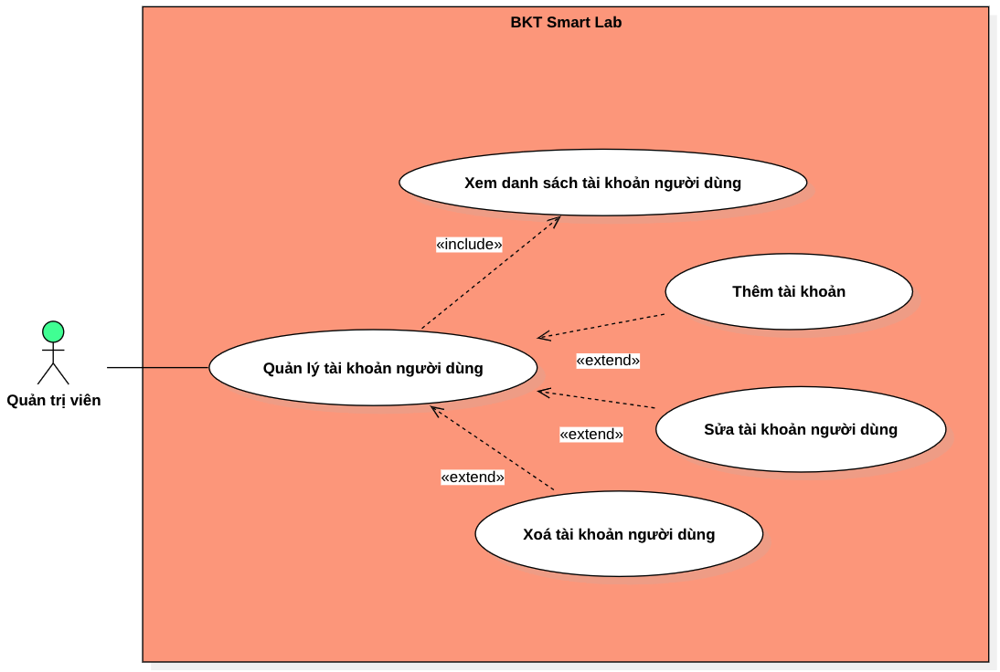 BKT Smart Lab
Xem danh sách tài khoản người dùng
«include»
Thêm tài khoản
«extend»
Quản lý tài khoản người dùng
Quản trị viên
Sửa tài khoản người dùng
«extend»
«extend»
Xoá tài khoản người dùng